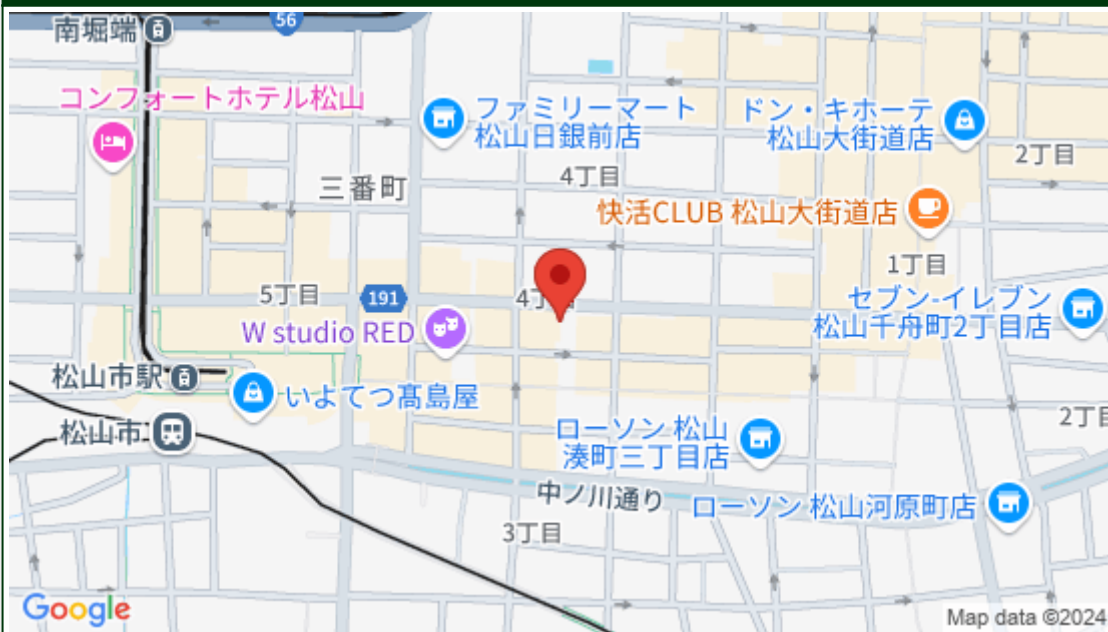 56
南堀端
コンフォートホテル松山
ファミリーマート
松山日銀前店
ドン・キホーテ
松山大街道店
2丁目
4丁目
三番町
快活CLUB 松山大街道店
1丁目
5丁目
191
セブン-イレブン
松山千舟町2丁目店
W studio RED
松山市駅
いよてつ髙島屋
松山市
ローソン 松山
湊町三丁目店
中ノ川通り
ローソン 松山河原町店
3丁目
Google
Map data ©2024